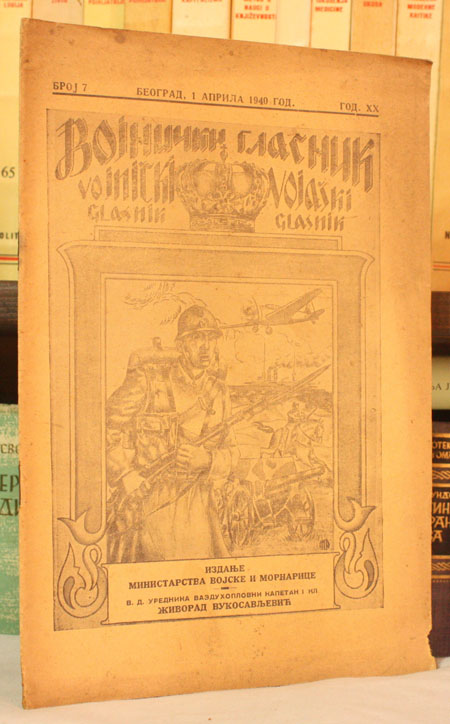 БРОЈ 7 БЕОГРАД, 1 АПРИЛА 1940 ГОД. ГОД. XX
ВОЈНИЧКИ ГЛАСНИК
VOJNIČKI VOJAŠKI
GLASNIK GLASNIK
ИЗДАЊЕ
МИНИСТАРСТВА ВОЈСКЕ И МОРНАРИЦЕ
В. Д. УРЕДНИКА ВАЗДУХОПЛОВНИ КАПЕТАН I КЛ
ЖИВОРАД ВУКОСАВЉЕВИЋ
65